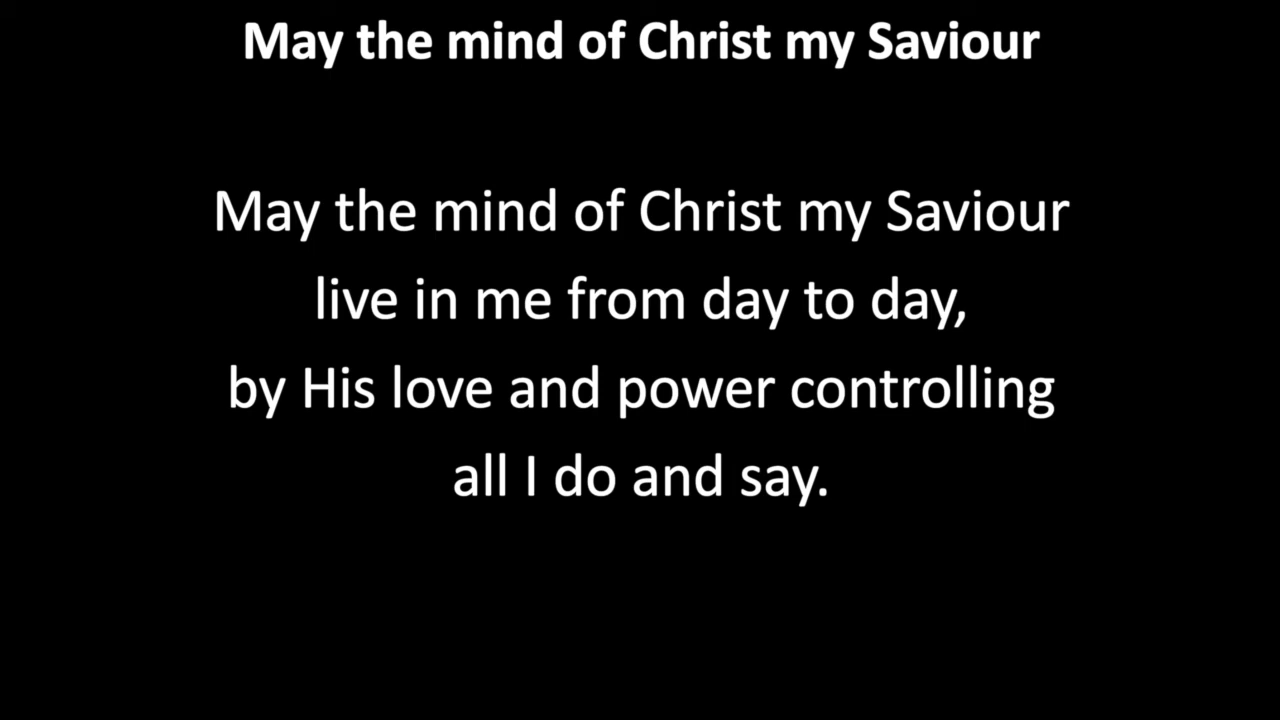 May the mind of Christ my Saviour
May the mind of Christ my Saviour
live in me from day to day,
by His love and power controlling
all I do and say.